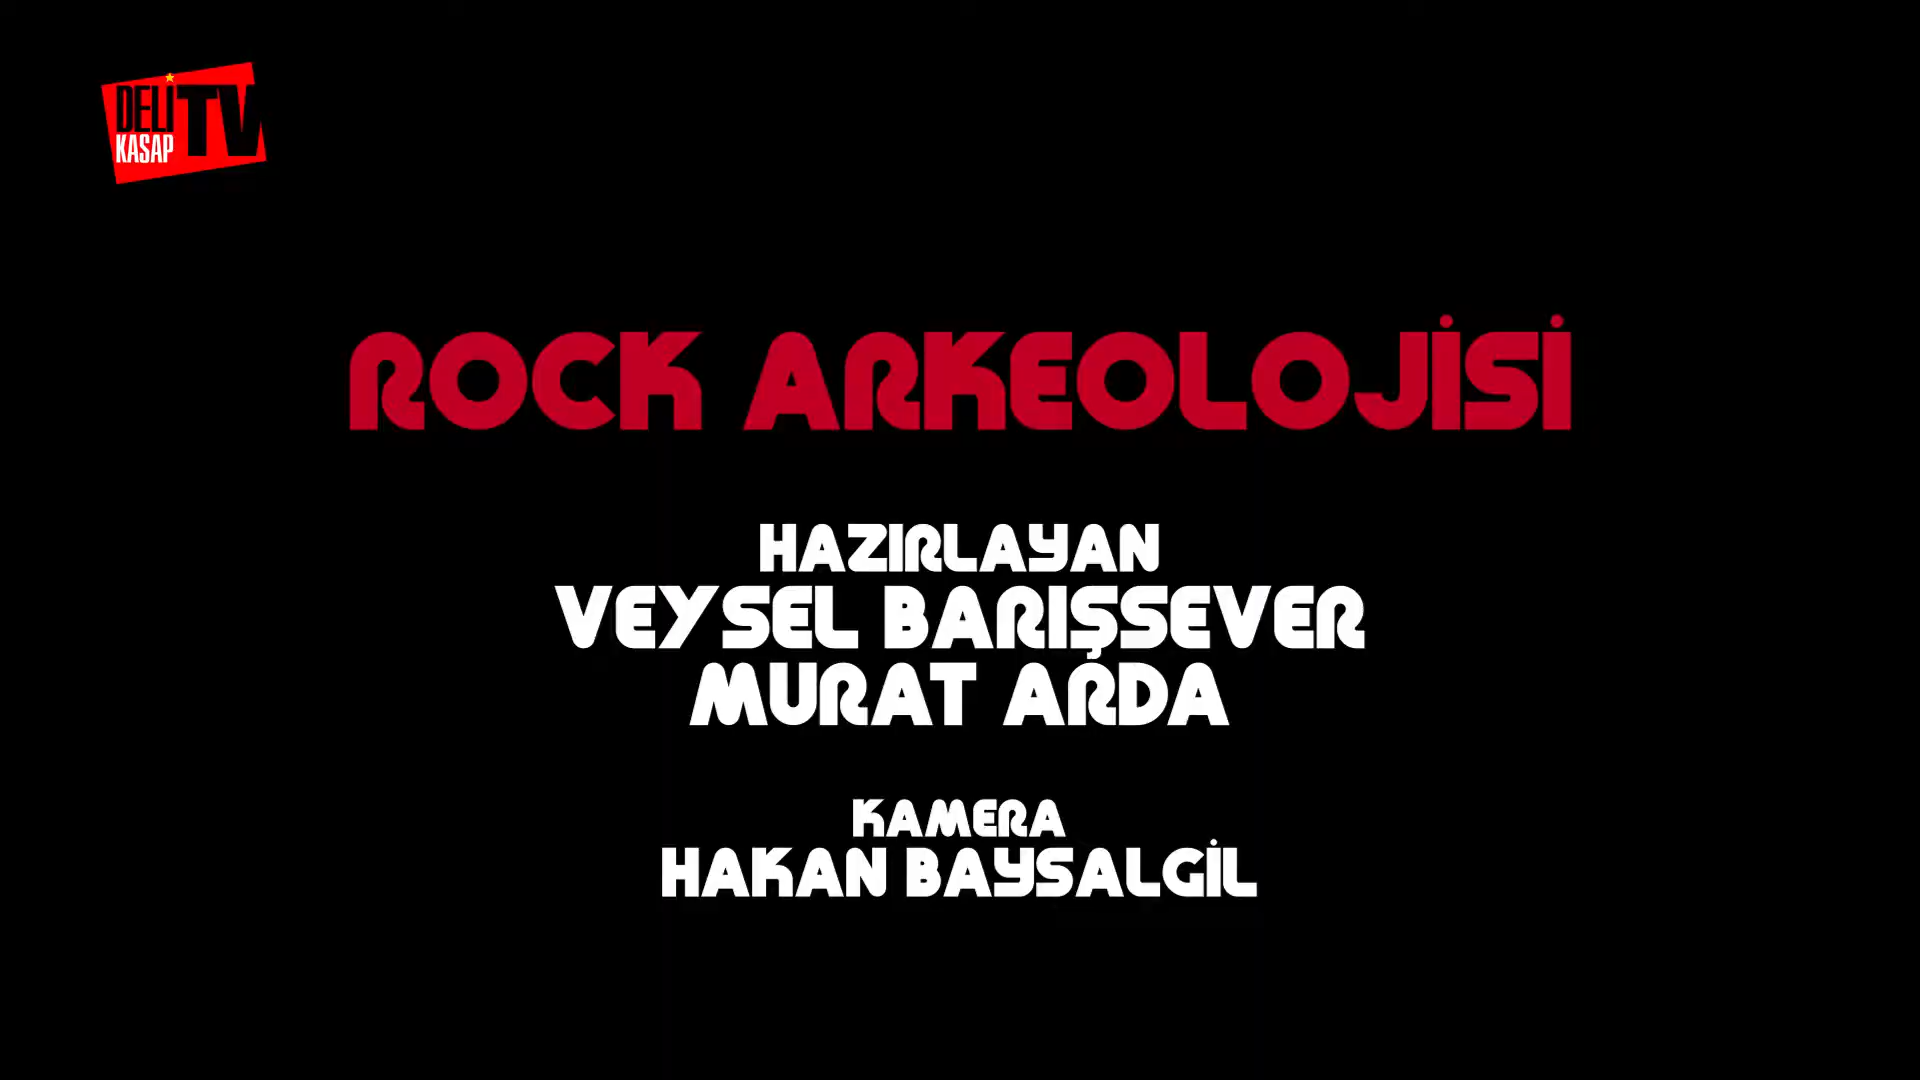 DELİ
KASAP
TV
ROCK ARKEOLOJİSİ
HAZIRLAYAN
VEYSEL BARIŞSEVER
MURAT ARDA
KAMERA
HAKAN BAYSALGİL